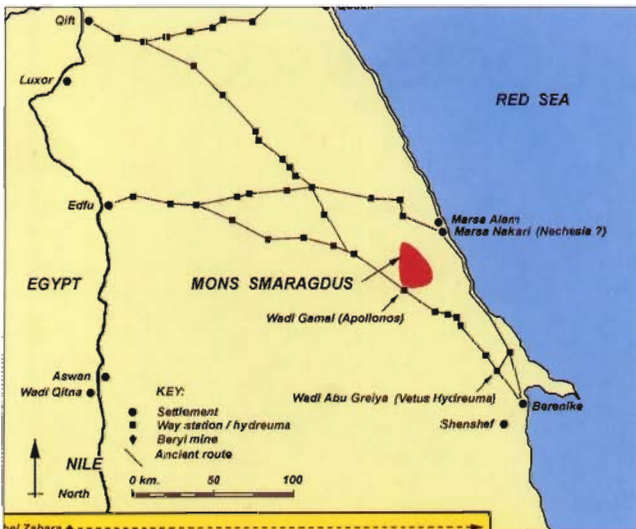 Qift
Luxor
RED SEA
Edfu
Marsa Alam
Marsa Nakari (Nechesia ?)
EGYPT
MONS SMARAGDUS
Wadi Gamal (Apollonos)
Aswan
Wadi Qitna
Wadi Abu Greiya (Vetus Hydreuma)
Berenike
Shenshef
KEY:
Settlement
Way station / hydreuma
Beryl mine
Ancient route
NILE
North
0 km. 50 100
Zabara